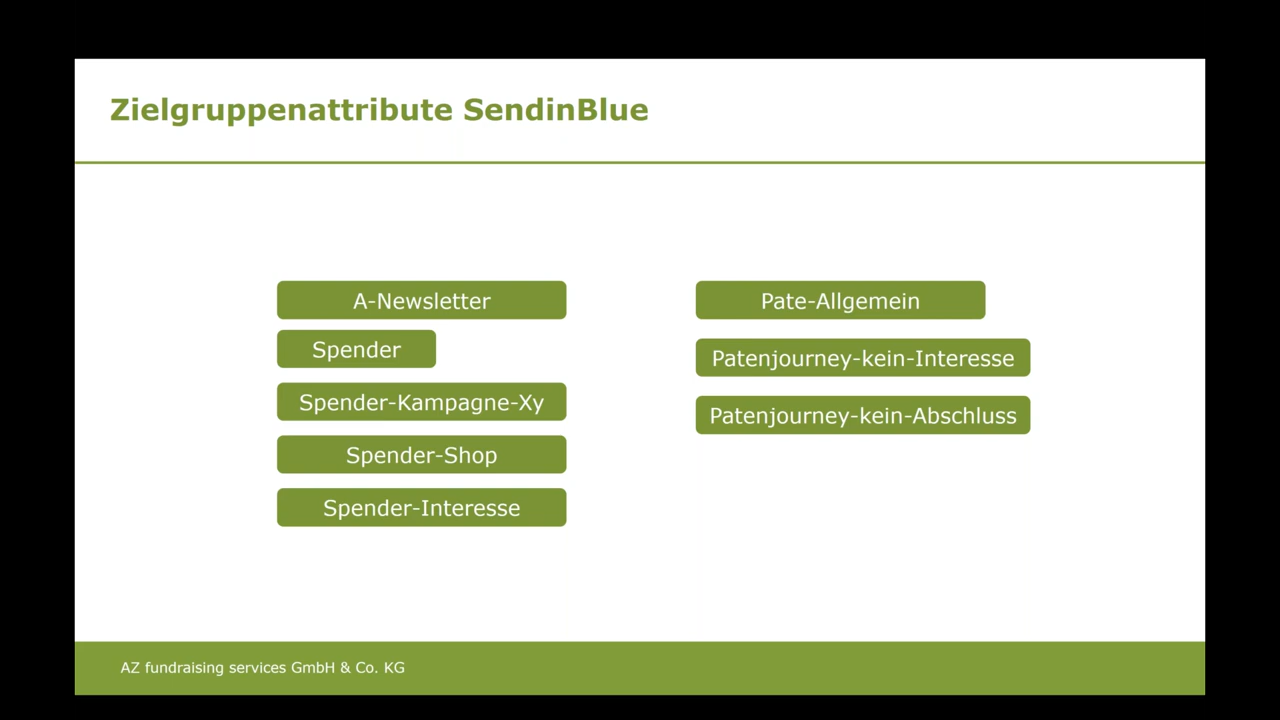 Zielgruppenattribute SendinBlue
A-Newsletter
Spender
Spender-Kampagne-Xy
Spender-Shop
Spender-Interesse
Pate-Allgemein
Patenjourney-kein-Interesse
Patenjourney-kein-Abschluss
AZ fundraising services GmbH & Co. KG